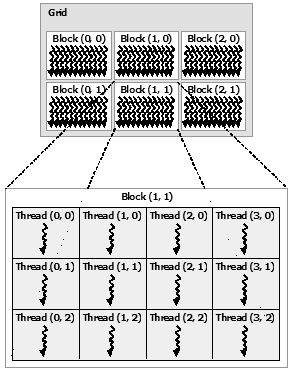 Grid
Block (0, 0) Block (1, 0) Block (2, 0)
Block (0, 1) Block (1, 1) Block (2, 1)
Block (1, 1)
Thread (0, 0) Thread (1, 0) Thread (2, 0) Thread (3, 0)
Thread (0, 1) Thread (1, 1) Thread (2, 1) Thread (3, 1)
Thread (0, 2) Thread (1, 2) Thread (2, 2) Thread (3, 2)